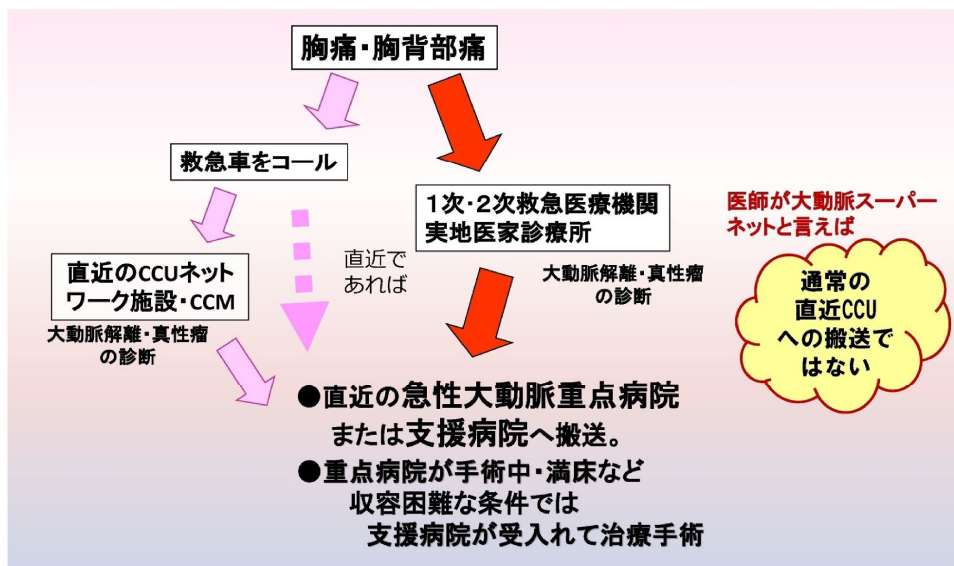 胸痛・胸背部痛
救急車をコール
1次・2次救急医療機関
実地医家診療所
医師が大動脈スーパー
ネットと言えば
直近で
あれば
直近のCCUネット
ワーク施設・CCM
大動脈解離・真性瘤
の診断
大動脈解離・真性瘤
の診断
通常の
直近CCU
への搬送で
はない
●直近の急性大動脈重点病院
または支援病院へ搬送。
●重点病院が手術中・満床など
収容困難な条件では
支援病院が受入れて治療手術